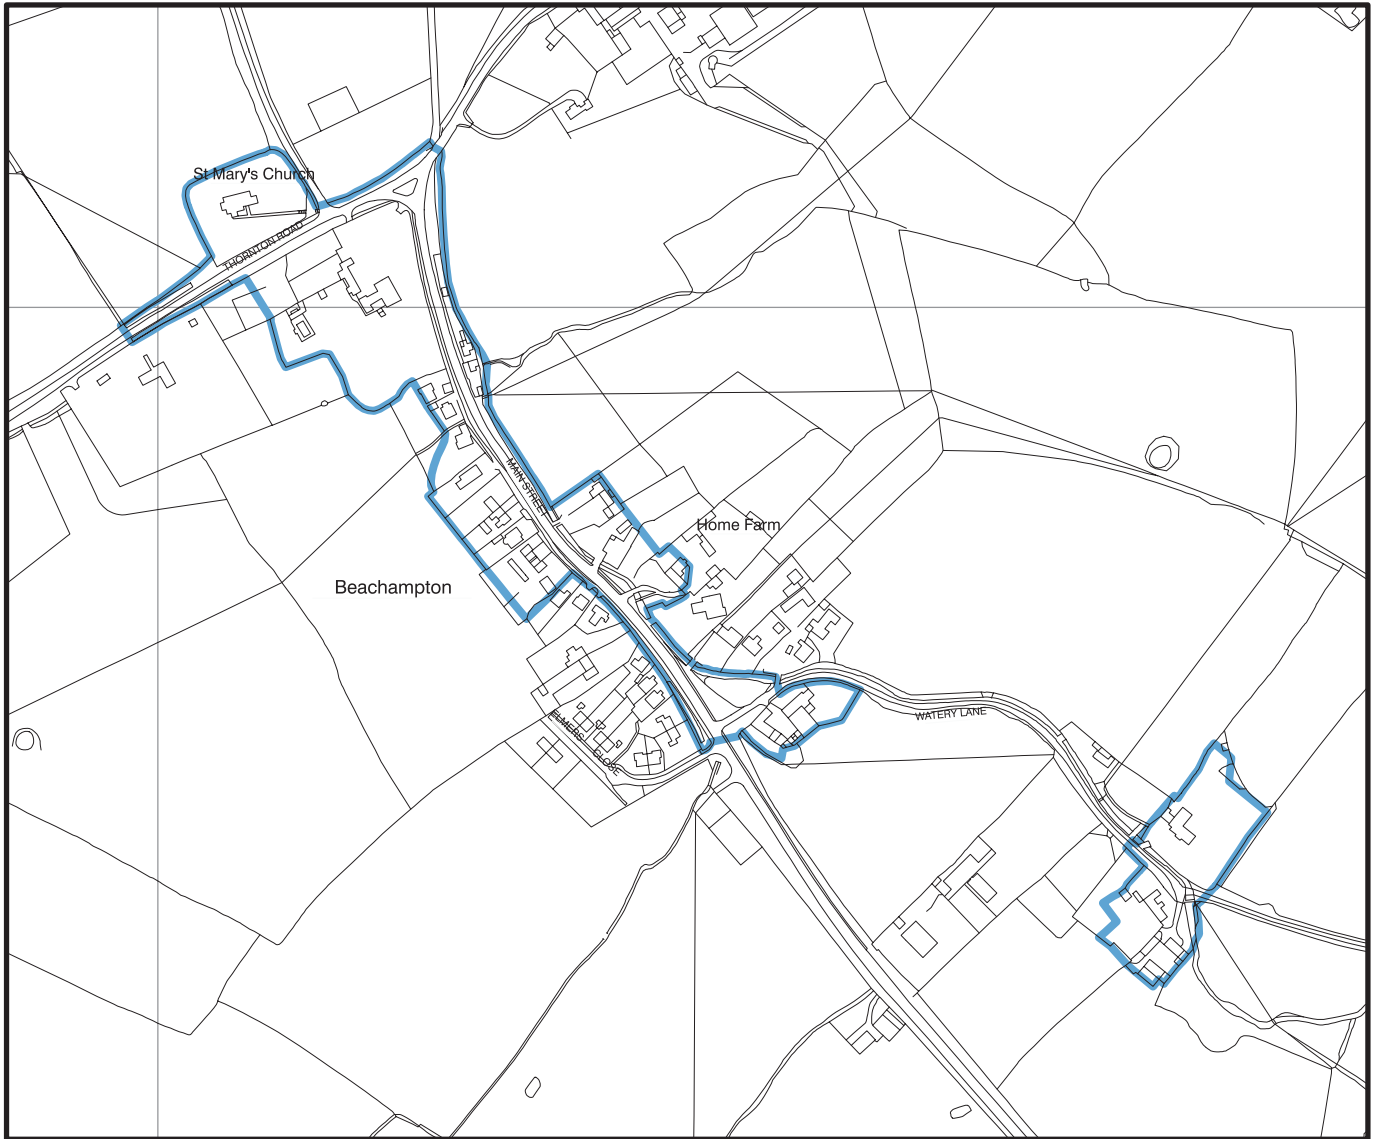 St Mary's Church
THORNTON ROAD
MAIN STREET
Home Farm
Beachampton
WATERY LANE
ELMERS CLOSE